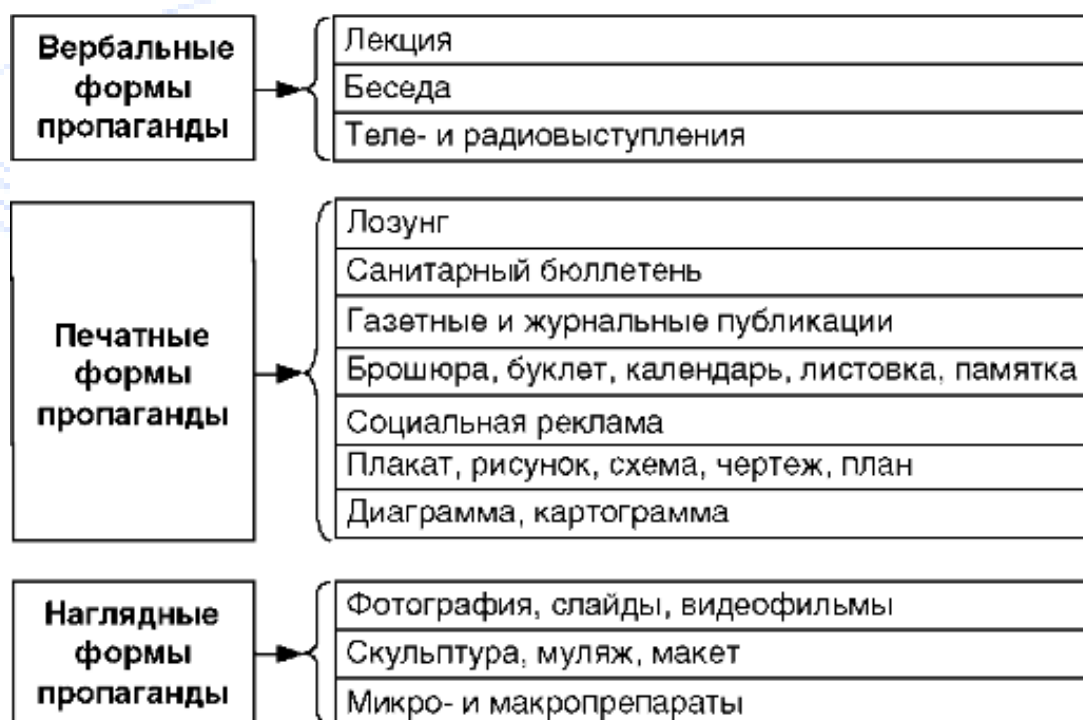 Вербальные
формы
пропаганды
Лекция
Беседа
Теле- и радиовыступления
Печатные
формы
пропаганды
Лозунг
Санитарный бюллетень
Газетные и журнальные публикации
Брошюра, буклет, календарь, листовка, памятка
Социальная реклама
Плакат, рисунок, схема, чертеж, план
Диаграмма, картограмма
Наглядные
формы
пропаганды
Фотография, слайды, видеофильмы
Скульптура, муляж, макет
Микро- и макропрепараты